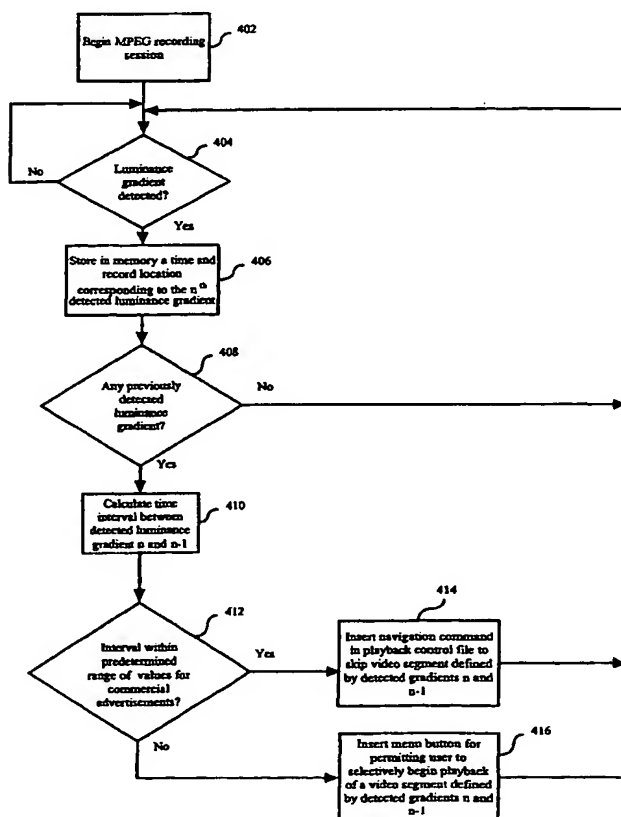 402
Begin MPEG recording
session
404
Luminance
gradient
detected?
No
Yes
406
Store in memory a time and
record location
corresponding to the nth
detected luminance gradient
408
Any previously
detected
luminance
gradient?
No
Yes
Calculate time
interval between
detected luminance
gradient n and n-1
410
412
Interval within
predetermined
range of values for
commercial
advertisements?
Yes
414
Insert navigation command
in playback control file to
skip video segment defined
by detected gradients n and
n-1
No
416
Insert menu button for
permitting user to
selectively begin playback
of a video segment defined
by detected gradients n and
n-1